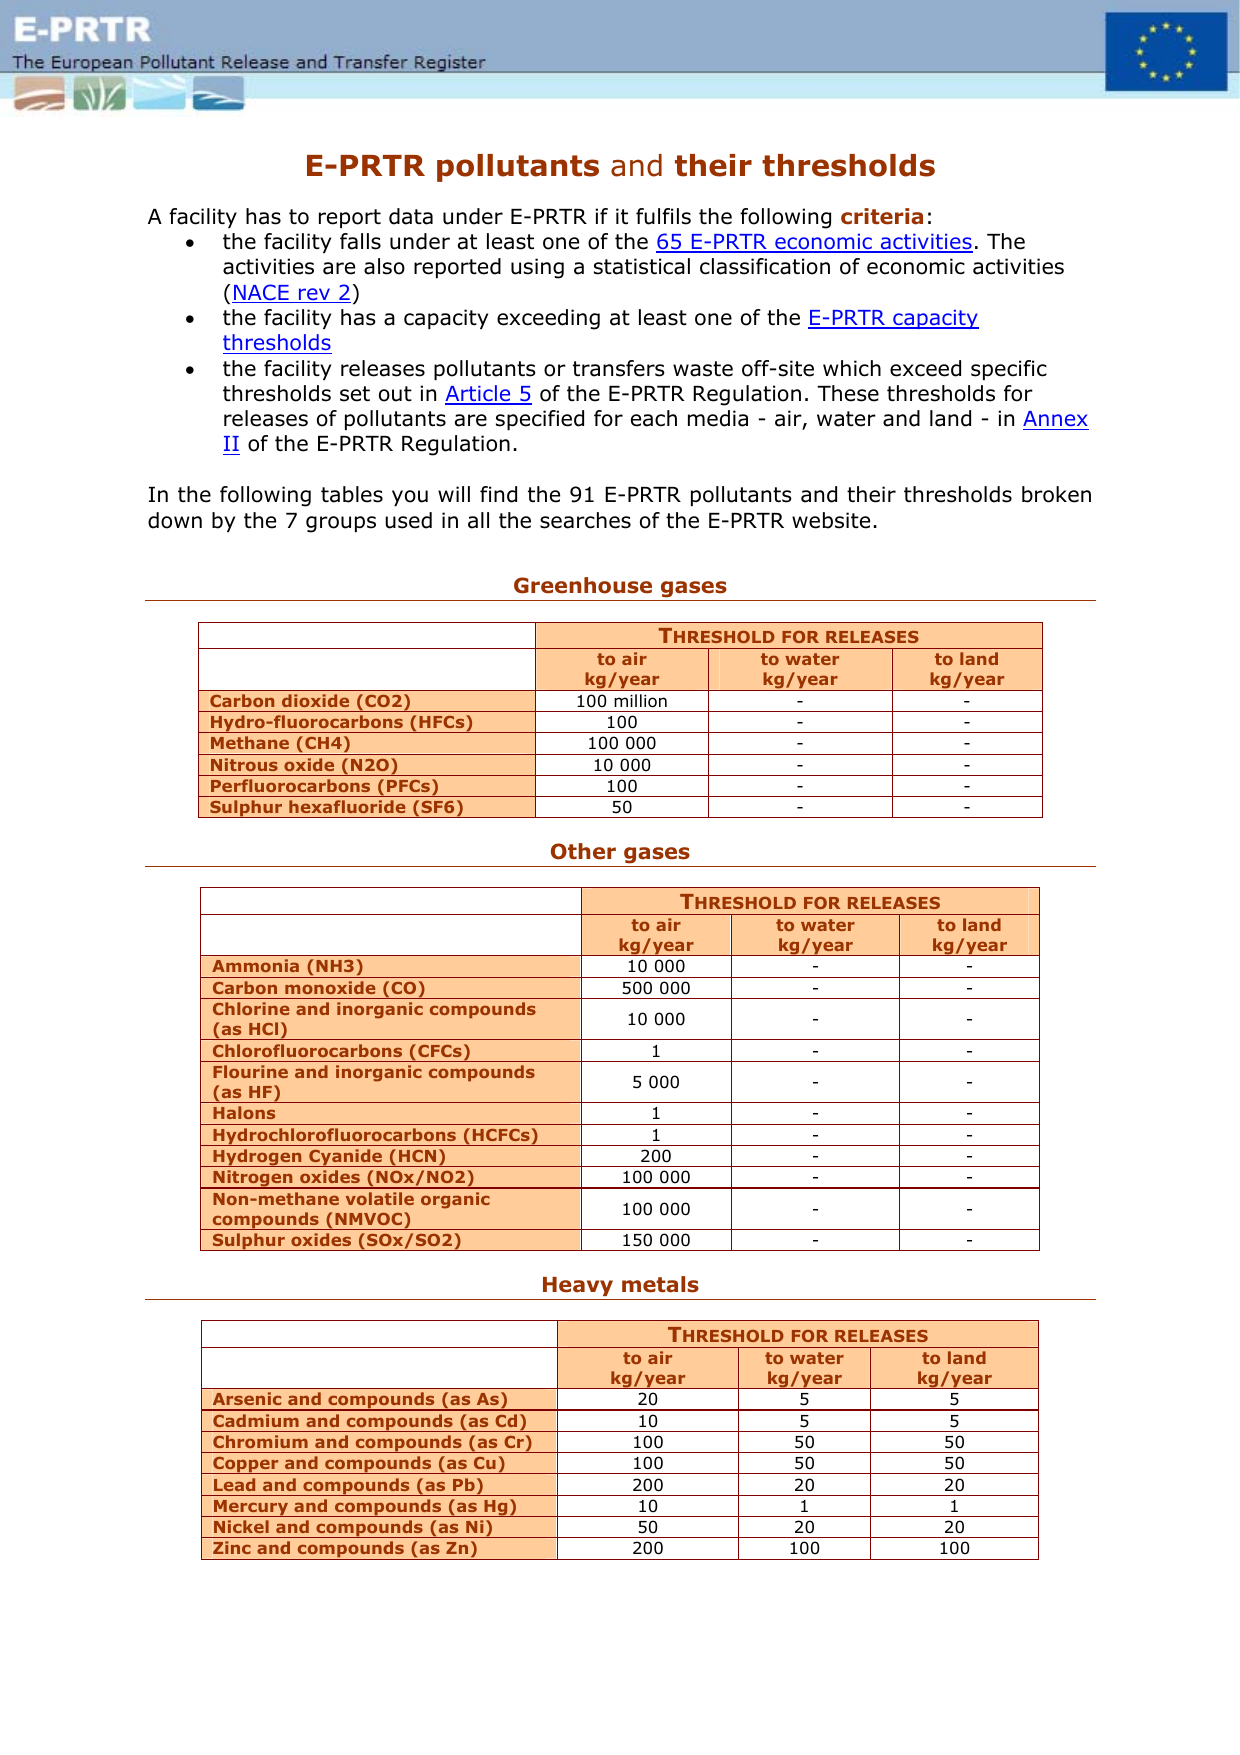 E-PRTR
The European Pollutant Release and Transfer Register
E-PRTR pollutants and their thresholds
A facility has to report data under E-PRTR if it fulfils the following criteria:
• the facility falls under at least one of the 65 E-PRTR economic activities. The
activities are also reported using a statistical classification of economic activities
(NACE rev 2)
• the facility has a capacity exceeding at least one of the E-PRTR capacity
thresholds
• the facility releases pollutants or transfers waste off-site which exceed specific
thresholds set out in Article 5 of the E-PRTR Regulation. These thresholds for
releases of pollutants are specified for each media - air, water and land - in Annex
II of the E-PRTR Regulation.
In the following tables you will find the 91 E-PRTR pollutants and their thresholds broken
down by the 7 groups used in all the searches of the E-PRTR website.
Greenhouse gases
THRESHOLD FOR RELEASES
to air to water to land
kg/year kg/year kg/year
Carbon dioxide (CO2) 100 million - -
Hydro-fluorocarbons (HFCs) 100 - -
Methane (CH4) 100 000 - -
Nitrous oxide (N2O) 10 000 - -
Perfluorocarbons (PFCs) 100 - -
Sulphur hexafluoride (SF6) 50 - -
Other gases
THRESHOLD FOR RELEASES
to air to water to land
kg/year kg/year kg/year
Ammonia (NH3) 10 000 - -
Carbon monoxide (CO) 500 000 - -
Chlorine and inorganic compounds
(as HCl) 10 000 - -
Chlorofluorocarbons (CFCs) 1 - -
Flourine and inorganic compounds
(as HF) 5 000 - -
Halons 1 - -
Hydrochlorofluorocarbons (HCFCs) 1 - -
Hydrogen Cyanide (HCN) 200 - -
Nitrogen oxides (NOx/NO2) 100 000 - -
Non-methane volatile organic
compounds (NMVOC) 100 000 - -
Sulphur oxides (SOx/SO2) 150 000 - -
Heavy metals
THRESHOLD FOR RELEASES
to air to water to land
kg/year kg/year kg/year
Arsenic and compounds (as As) 20 5 5
Cadmium and compounds (as Cd) 10 5 5
Chromium and compounds (as Cr) 100 50 50
Copper and compounds (as Cu) 100 50 50
Lead and compounds (as Pb) 200 20 20
Mercury and compounds (as Hg) 10 1 1
Nickel and compounds (as Ni) 50 20 20
Zinc and compounds (as Zn) 200 100 100